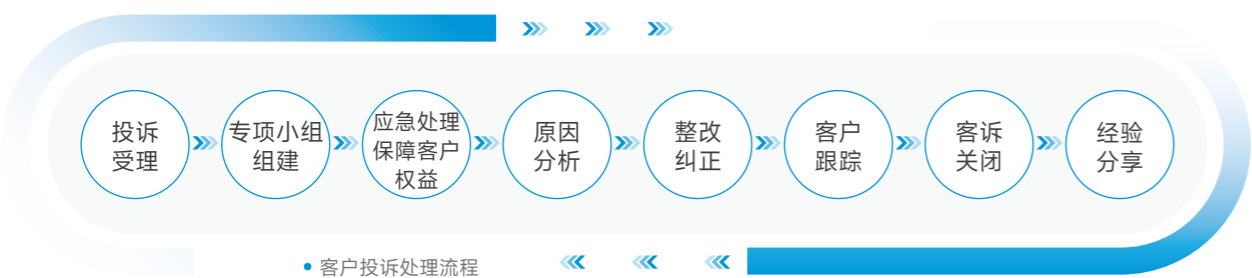 投诉
受理
专项小组
组建
应急处理
保障客户
权益
原因
分析
整改
纠正
客户
跟踪
客诉
关闭
经验
分享
客户投诉处理流程